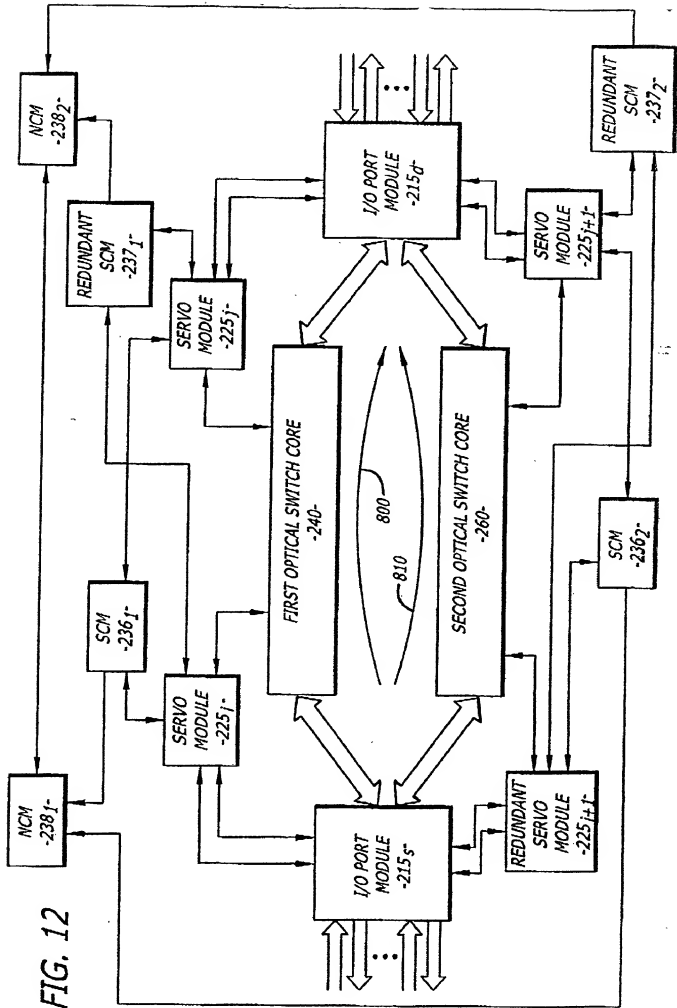 FIG. 12
NCM
-238₁-
NCM
-238₂-
SCM
-236₁-
REDUNDANT
SCM
-237₁-
SERVO
MODULE
-225i-
SERVO
MODULE
-225j-
I/O PORT
MODULE
-215s-
FIRST OPTICAL SWITCH CORE
-240-
I/O PORT
MODULE
-215d-
800
810
SECOND OPTICAL SWITCH CORE
-260-
REDUNDANT
SERVO
MODULE
-225i+1-
SERVO
MODULE
-225j+1-
SCM
-236₂-
REDUNDANT
SCM
-237₂-